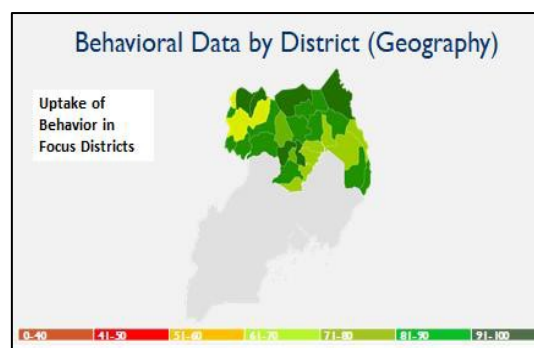 Behavioral Data by District (Geography)
Uptake of
Behavior in
Focus Districts
0-40 41-50 51-60 61-70 71-80 81-90 91-100